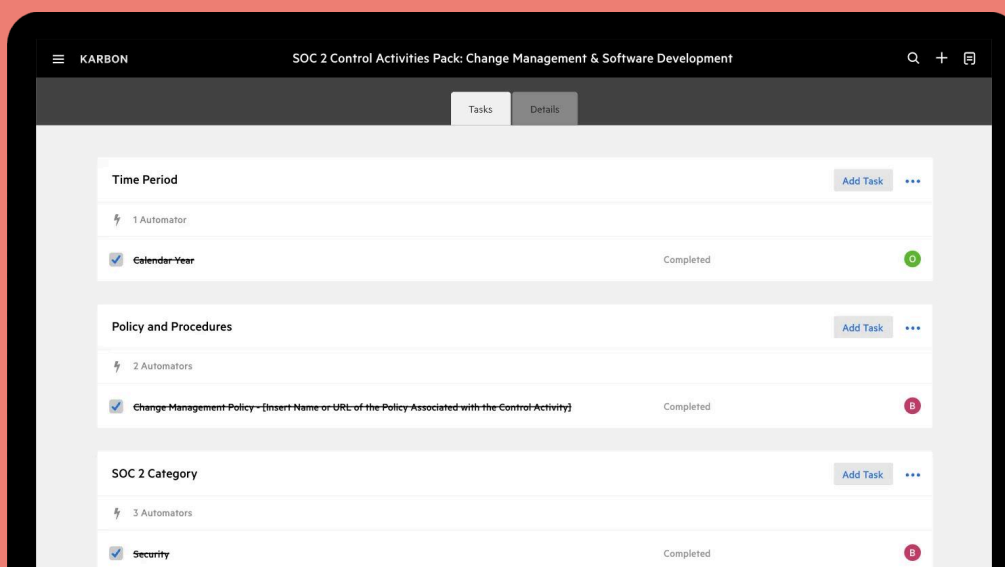 KARBON
SOC 2 Control Activities Pack: Change Management & Software Development
Tasks
Details
Time Period
Add Task
1 Automator
Calendar Year
Completed
O
Policy and Procedures
Add Task
2 Automators
Change Management Policy - [Insert Name or URL of the Policy Associated with the Control Activity]
Completed
B
SOC 2 Category
Add Task
3 Automators
Security
Completed
B